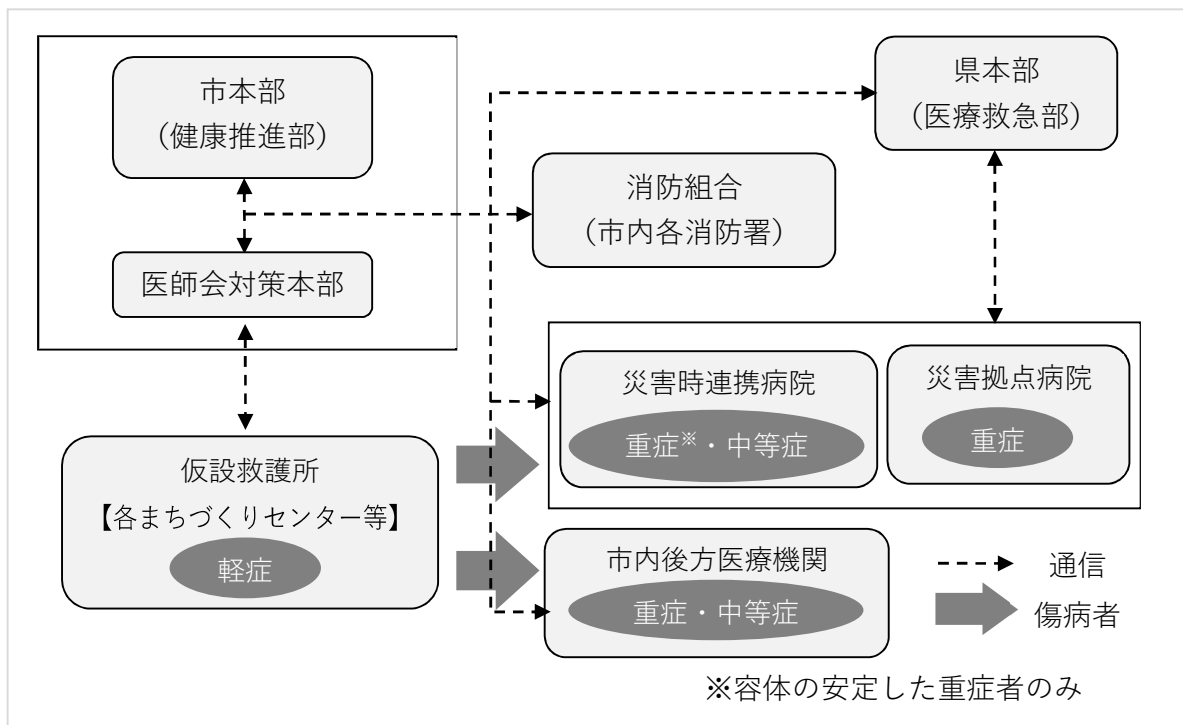 市本部
（健康推進部）
医師会対策本部
県本部
（医療救急部）
消防組合
（市内各消防署）
災害時連携病院
重症※・中等症
災害拠点病院
重症
仮設救護所
【各まちづくりセンター等】
軽症
市内後方医療機関
重症・中等症
通信
傷病者
※容体の安定した重症者のみ